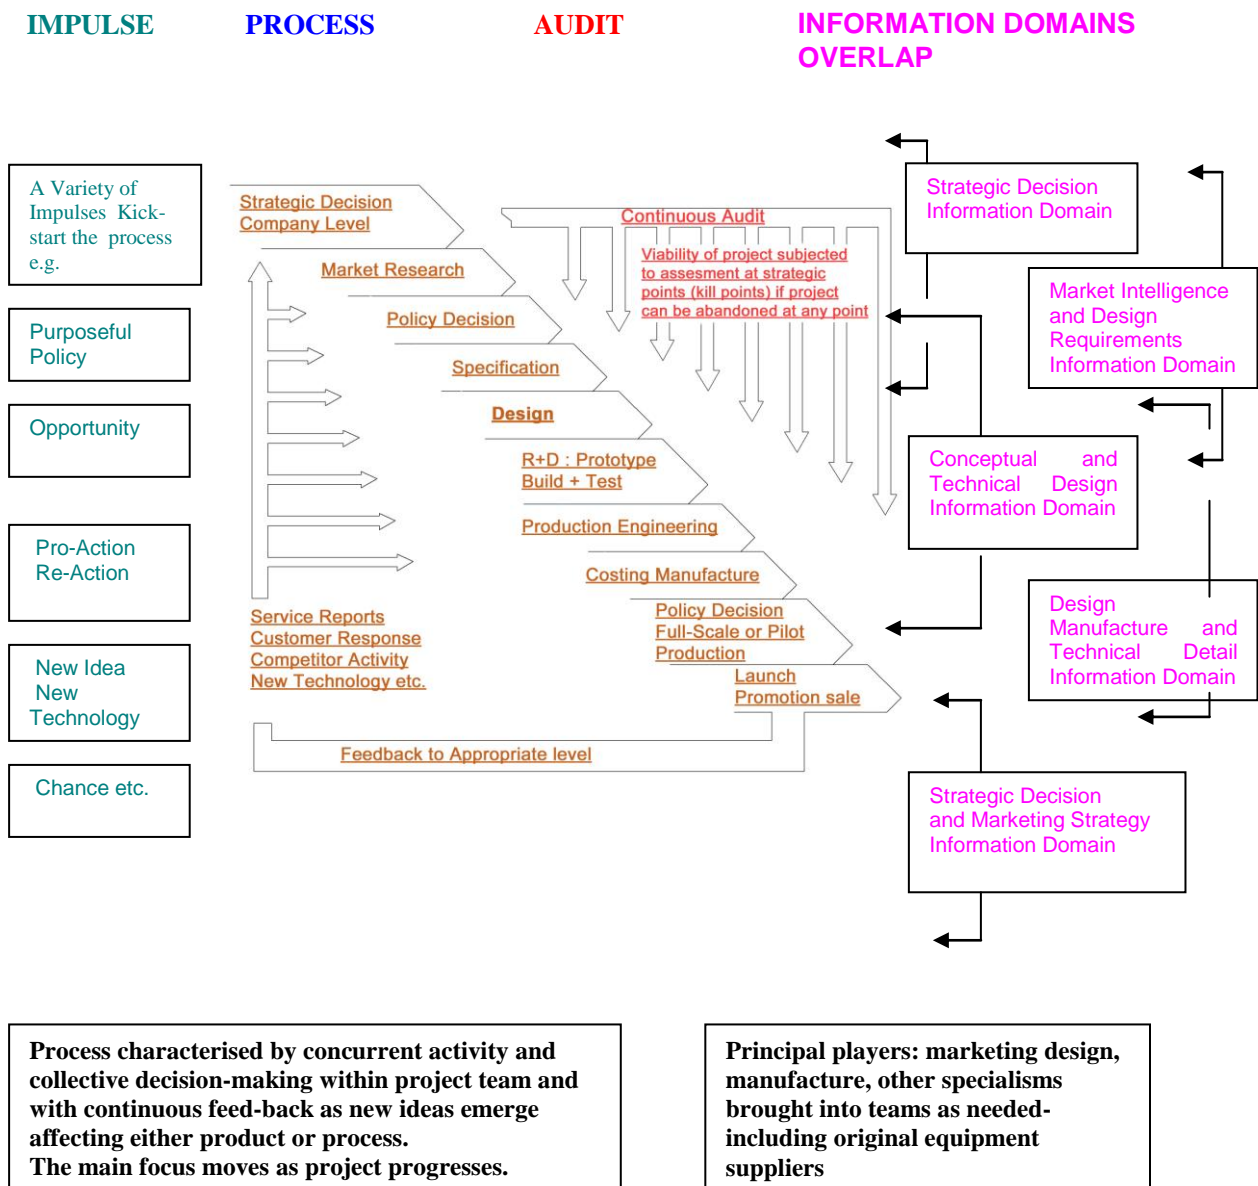 IMPULSE
PROCESS
AUDIT
INFORMATION DOMAINS
OVERLAP
A Variety of
Impulses Kick-
start the process
e.g.
Purposeful
Policy
Opportunity
Pro-Action
Re-Action
New Idea
New
Technology
Chance etc.
Strategic Decision
Company Level
Market Research
Policy Decision
Specification
Design
R+D : Prototype
Build + Test
Production Engineering
Costing Manufacture
Policy Decision
Full-Scale or Pilot
Production
Launch
Promotion sale
Service Reports
Customer Response
Competitor Activity
New Technology etc.
Feedback to Appropriate level
Continuous Audit
Viability of project subjected
to assesment at strategic
points (kill points) if project
can be abandoned at any point
Strategic Decision
Information Domain
Market Intelligence
and Design
Requirements
Information Domain
Conceptual and
Technical Design
Information Domain
Design
Manufacture and
Technical Detail
Information Domain
Strategic Decision
and Marketing Strategy
Information Domain
Process characterised by concurrent activity and
collective decision-making within project team and
with continuous feed-back as new ideas emerge
affecting either product or process.
The main focus moves as project progresses.
Principal players: marketing design,
manufacture, other specialisms
brought into teams as needed-
including original equipment
suppliers